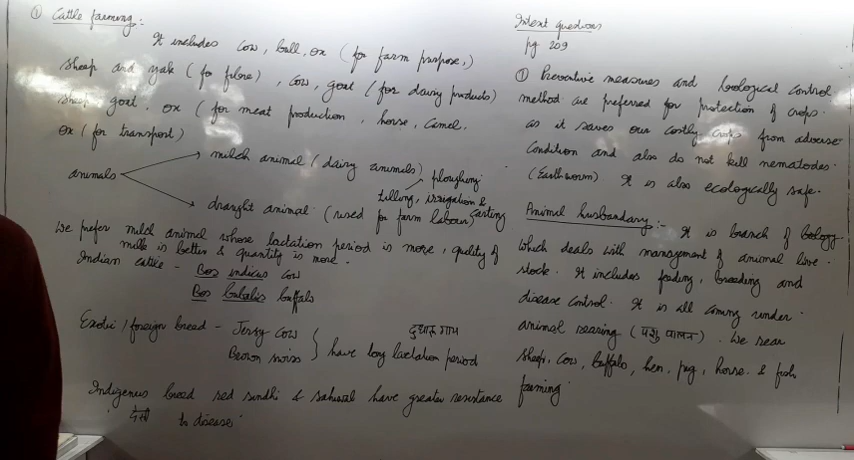 ① Cattle farming :
It includes cow, bull, ox (for farm purpose,)
sheep and yak (for fibre), cow, goat (for dairy products)
sheep goat. ox (for meat production, horse, camel.
ox (for transport)
animals
milch animal (dairy animals)
ploughing
tilling, irrigation &
draught animal (used for farm labour) carting
We prefer milch animal whose lactation period is more, quality of
milk is better & quantity is more.
Indian cattle - Bos indicus cow
Bos bubalis buffalo
दुधारू गाय
Exotic / foreign breed - Jersy cow
Brown swiss
have long lactation period
Indigenus breed red sindhi & sahiwal have greater resistance
देसी to disease
Intext Questions
pg 209
① Preventive measures and biological control
method are preferred for protection of crops.
as it saves our costly crops from adverse
condition and also do not kill nematodes.
(Earthworm). It is also ecologically safe.
Animal husbandary : It is branch of biology
which deals with management of animal live.
stock. It includes feeding, breeding and
disease control. It is all coming under.
animal rearing (पशु पालन). We rear
sheep, cow, buffalo, hen, pig, horse. & fish
farming